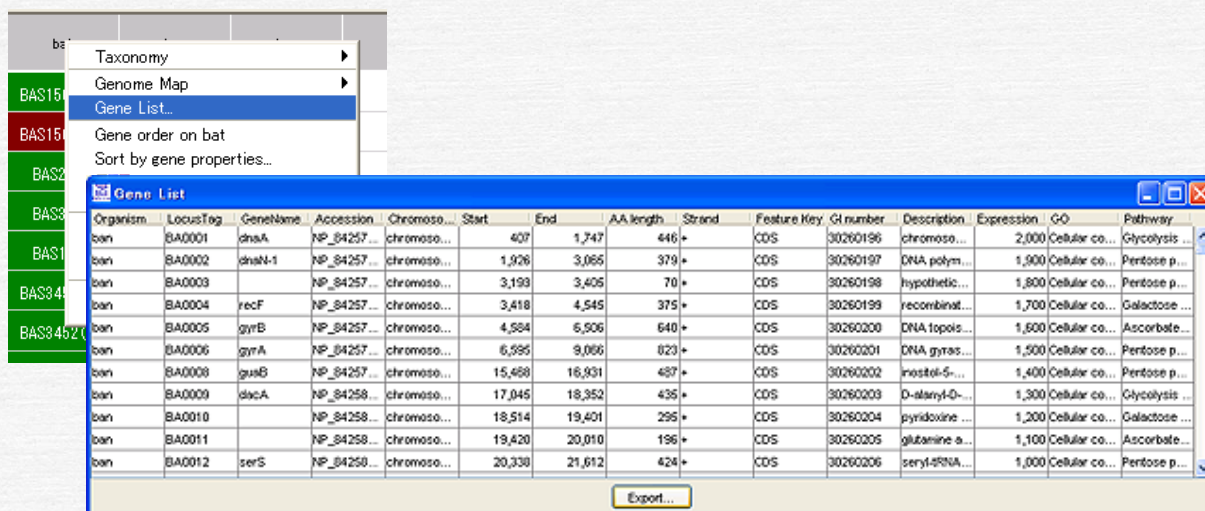 Taxonomy
Genome Map
BAS15
Gene List...
BAS15
Gene order on bat
Sort by gene properties...
BAS2
BAS3
BAS1
BAS34
BAS3452
Gene List
Organism LocusTag GeneName Accession Chromoso... Start End AA length Strand Feature Key GI number Description Expression GO Pathway
ban BA0001 dnaA NP_84257... chromoso... 407 1,747 446 + CDS 30260196 chromoso... 2,000 Cellular co... Glycolysis ...
ban BA0002 dnaN-1 NP_84257... chromoso... 1,926 3,065 379 + CDS 30260197 DNA polym... 1,900 Cellular co... Pentose p...
ban BA0003 NP_84257... chromoso... 3,193 3,405 70 + CDS 30260198 hypothetic... 1,800 Cellular co... Pentose p...
ban BA0004 recF NP_84257... chromoso... 3,418 4,545 375 + CDS 30260199 recombinat... 1,700 Cellular co... Galactose ...
ban BA0005 gyrB NP_84257... chromoso... 4,584 6,506 640 + CDS 30260200 DNA topois... 1,600 Cellular co... Ascorbate...
ban BA0006 gyrA NP_84257... chromoso... 6,595 9,066 823 + CDS 30260201 DNA gyras... 1,500 Cellular co... Pentose p...
ban BA0008 guaB NP_84257... chromoso... 15,468 16,931 487 + CDS 30260202 inositol-5-... 1,400 Cellular co... Pentose p...
ban BA0009 dacA NP_84258... chromoso... 17,045 18,352 435 + CDS 30260203 D-alanyl-D-... 1,300 Cellular co... Glycolysis ...
ban BA0010 NP_84258... chromoso... 18,514 19,401 295 + CDS 30260204 pyridoxine ... 1,200 Cellular co... Galactose ...
ban BA0011 NP_84258... chromoso... 19,420 20,010 196 + CDS 30260205 glutamine a... 1,100 Cellular co... Ascorbate...
ban BA0012 serS NP_84258... chromoso... 20,338 21,612 424 + CDS 30260206 seryl-tRNA... 1,000 Cellular co... Pentose p...
Export...